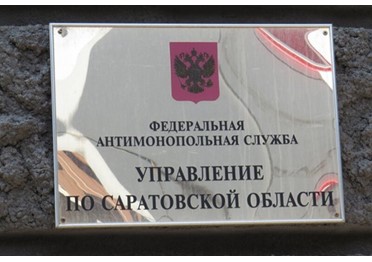 ФЕДЕРАЛЬНАЯ
АНТИМОНОПОЛЬНАЯ СЛУЖБА
УПРАВЛЕНИЕ
ПО САРАТОВСКОЙ ОБЛАСТИ